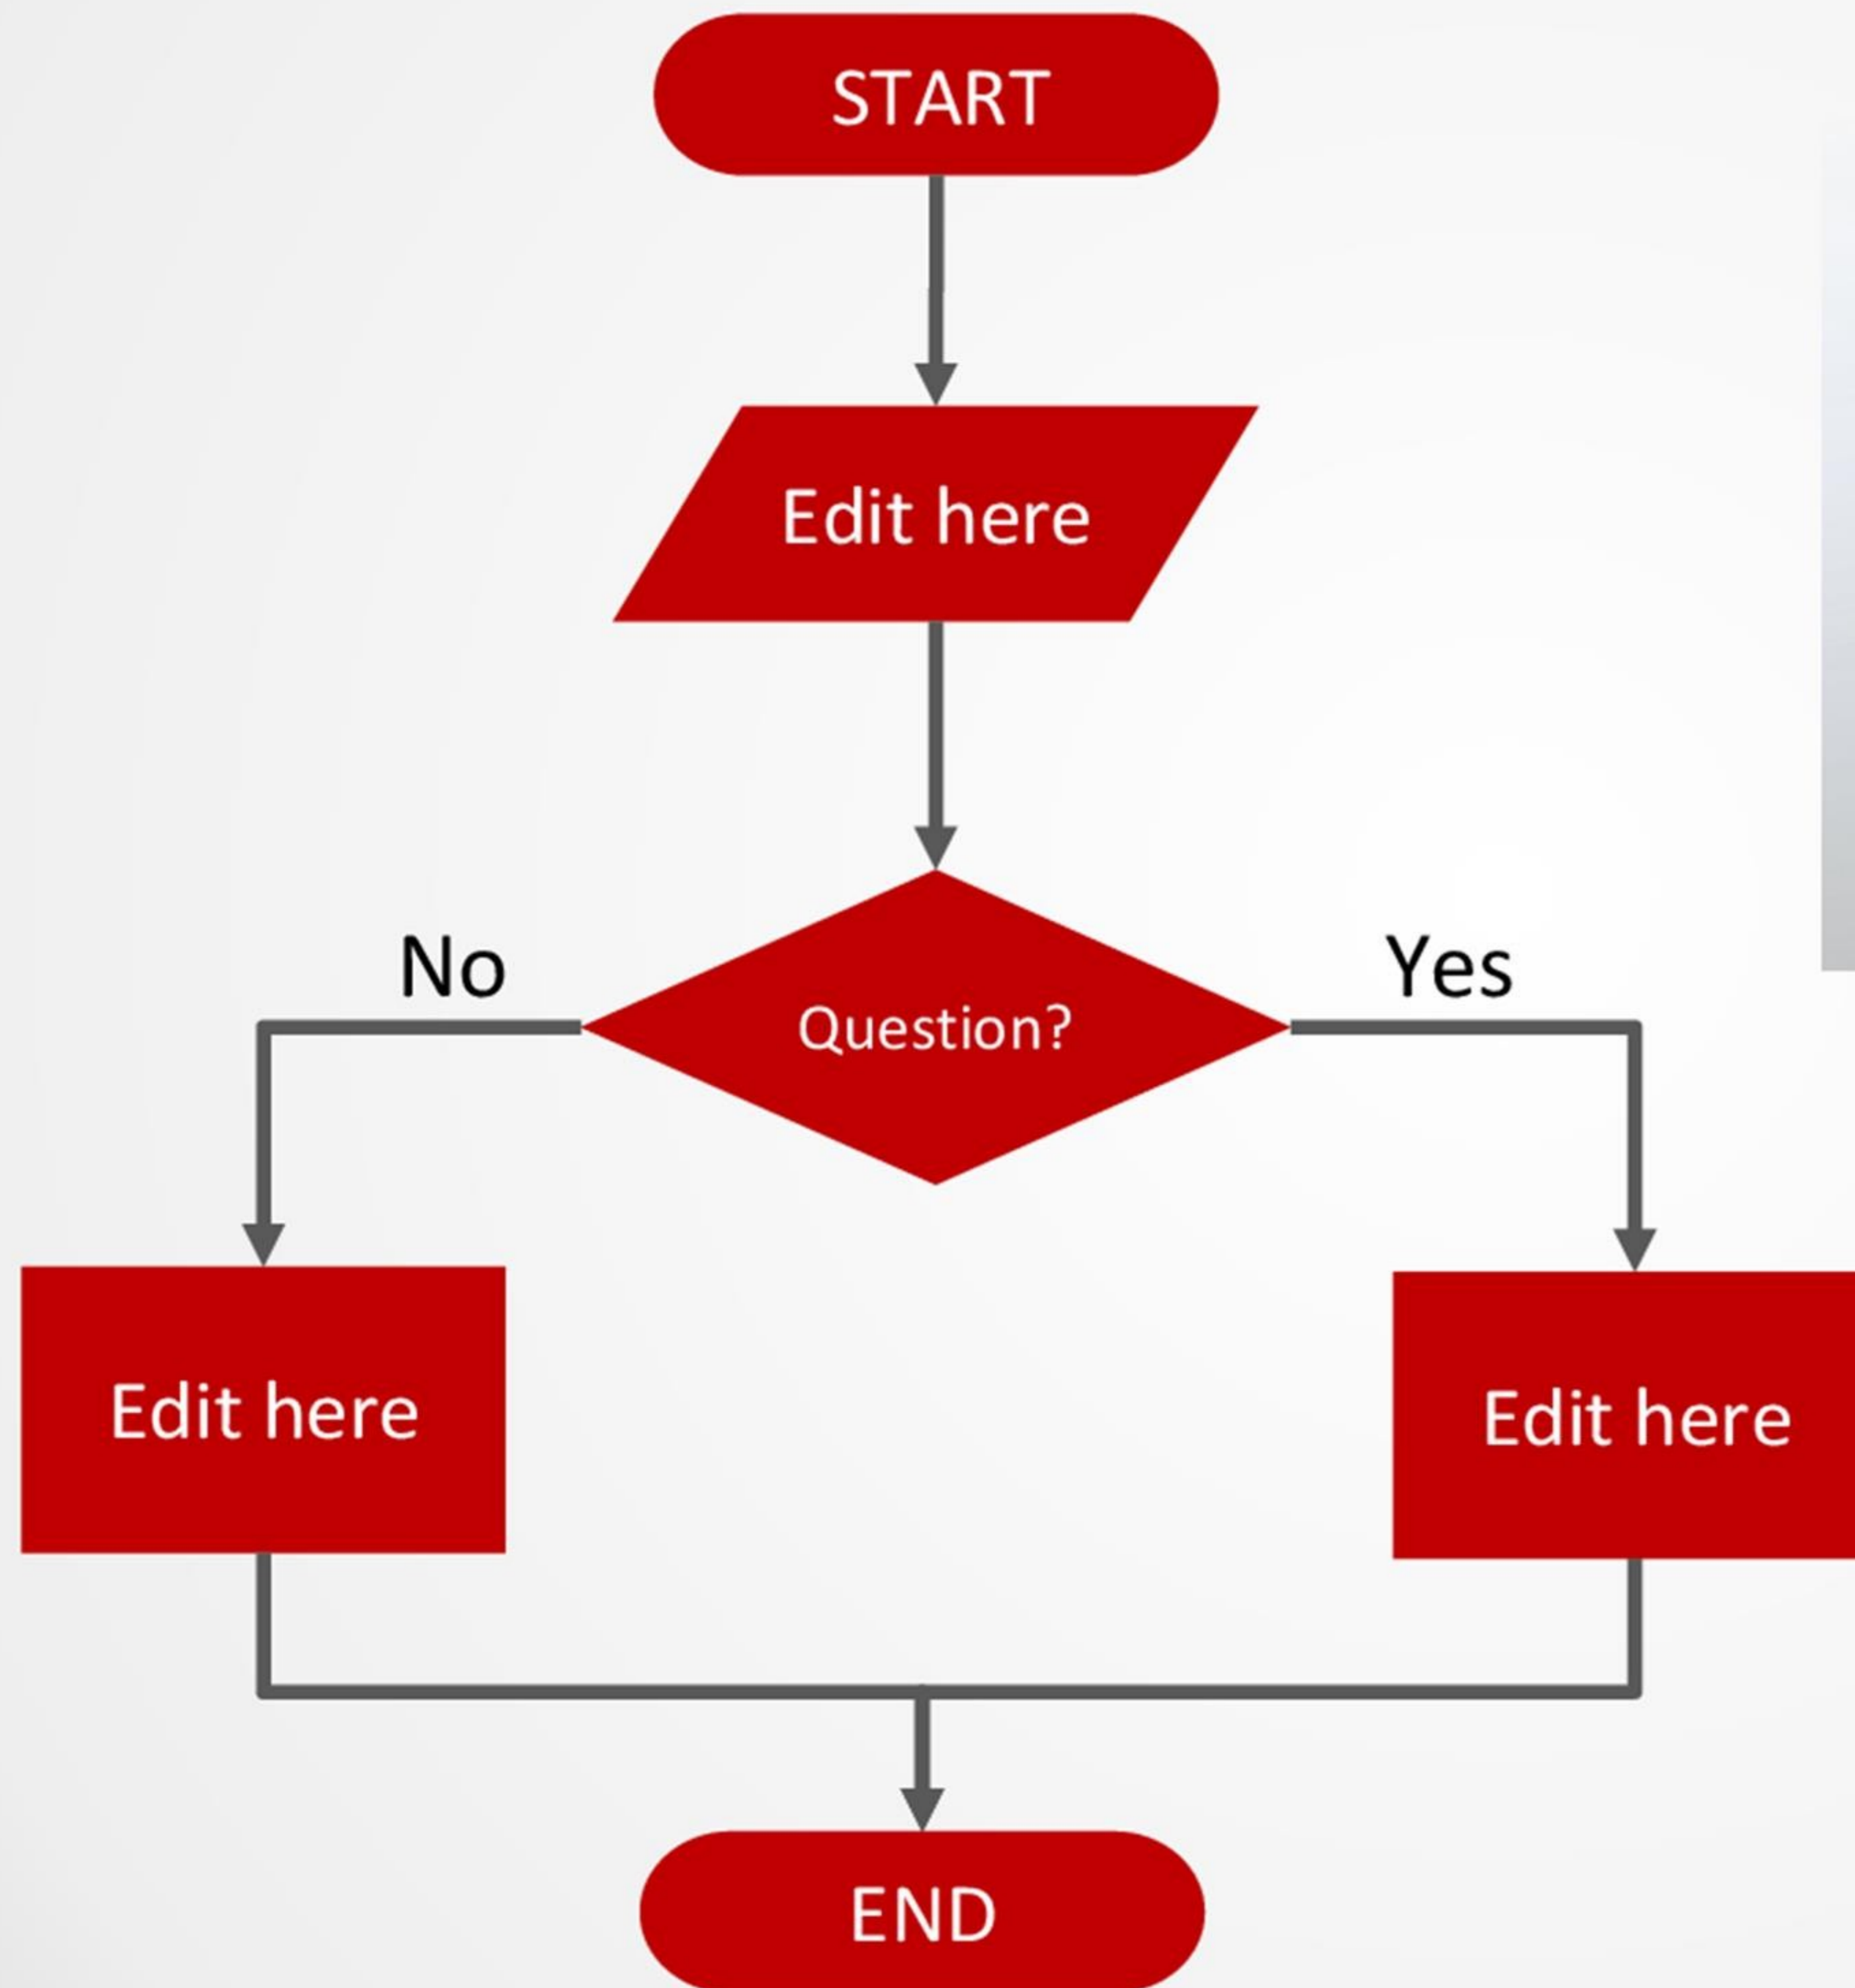 START
Edit here
Question?
No
Yes
Edit here
Edit here
END